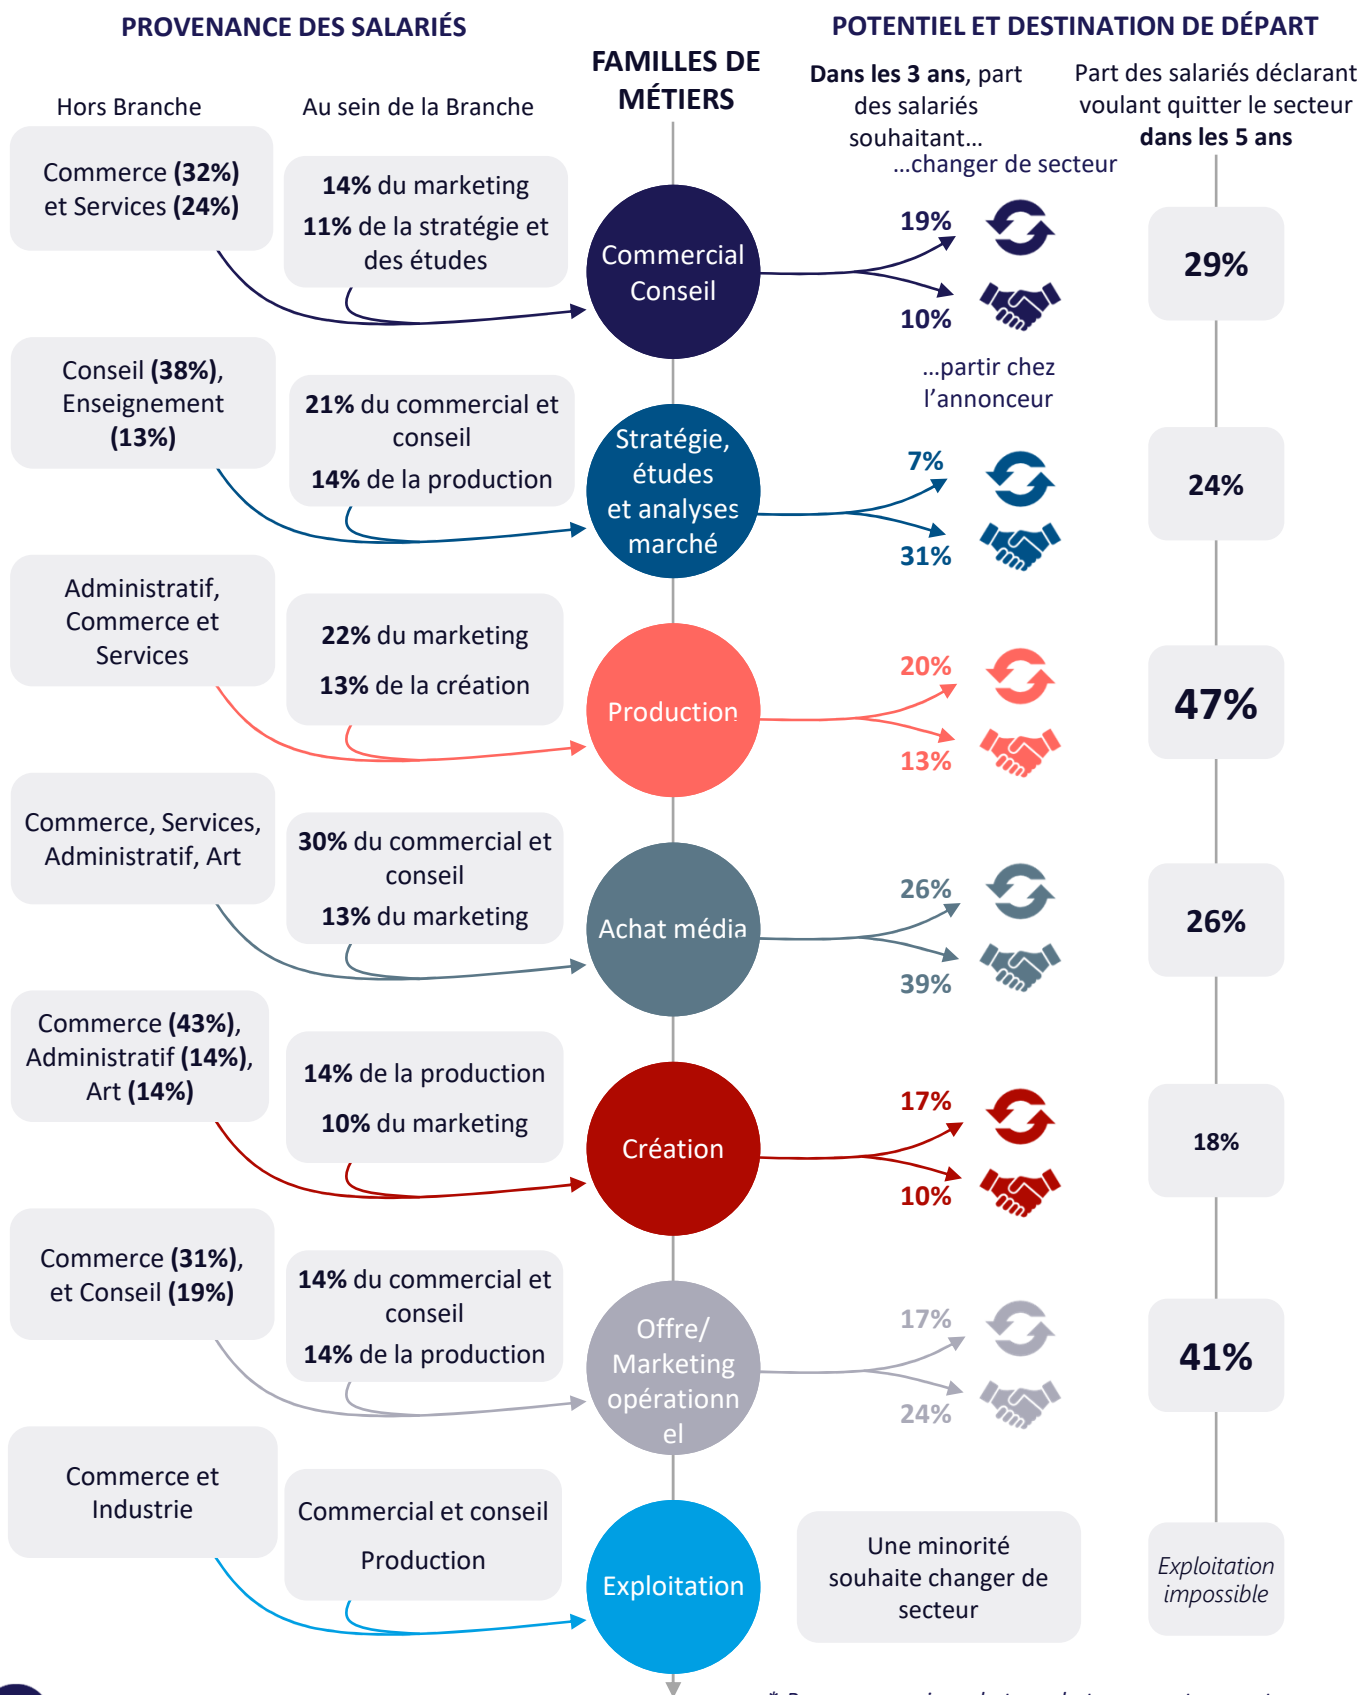 PROVENANCE DES SALARIÉS
POTENTIEL ET DESTINATION DE DÉPART
FAMILLES DE
MÉTIERS
Hors Branche
Au sein de la Branche
Dans les 3 ans, part
des salariés
souhaitant...
Part des salariés déclarant
voulant quitter le secteur
dans les 5 ans
...changer de secteur
Commerce (32%)
et Services (24%)
14% du marketing
11% de la stratégie et
des études
Commercial
Conseil
19%
10%
29%
...partir chez
l'annonceur
Conseil (38%),
Enseignement
(13%)
21% du commercial et
conseil
14% de la production
Stratégie,
études
et analyses
marché
7%
31%
24%
Administratif,
Commerce et
Services
22% du marketing
13% de la création
Production
20%
13%
47%
Commerce, Services,
Administratif, Art
30% du commercial et
conseil
13% du marketing
Achat média
26%
39%
26%
Commerce (43%),
Administratif (14%),
Art (14%)
14% de la production
10% du marketing
Création
17%
10%
18%
Commerce (31%),
et Conseil (19%)
14% du commercial et
conseil
14% de la production
Offre/
Marketing
opérationn
el
17%
24%
41%
Commerce et
Industrie
Commercial et conseil
Production
Exploitation
Une minorité
souhaite changer de
secteur
Exploitation
impossible